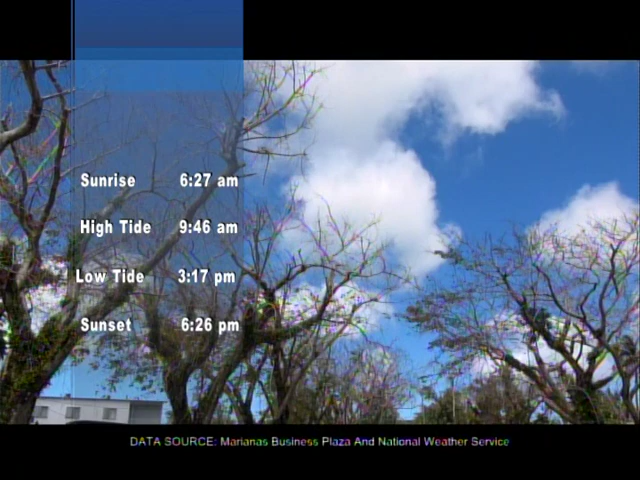 Sunrise 6:27 am
High Tide 9:46 am
Low Tide 3:17 pm
Sunset 6:26 pm
DATA SOURCE: Marianas Business Plaza And National Weather Service